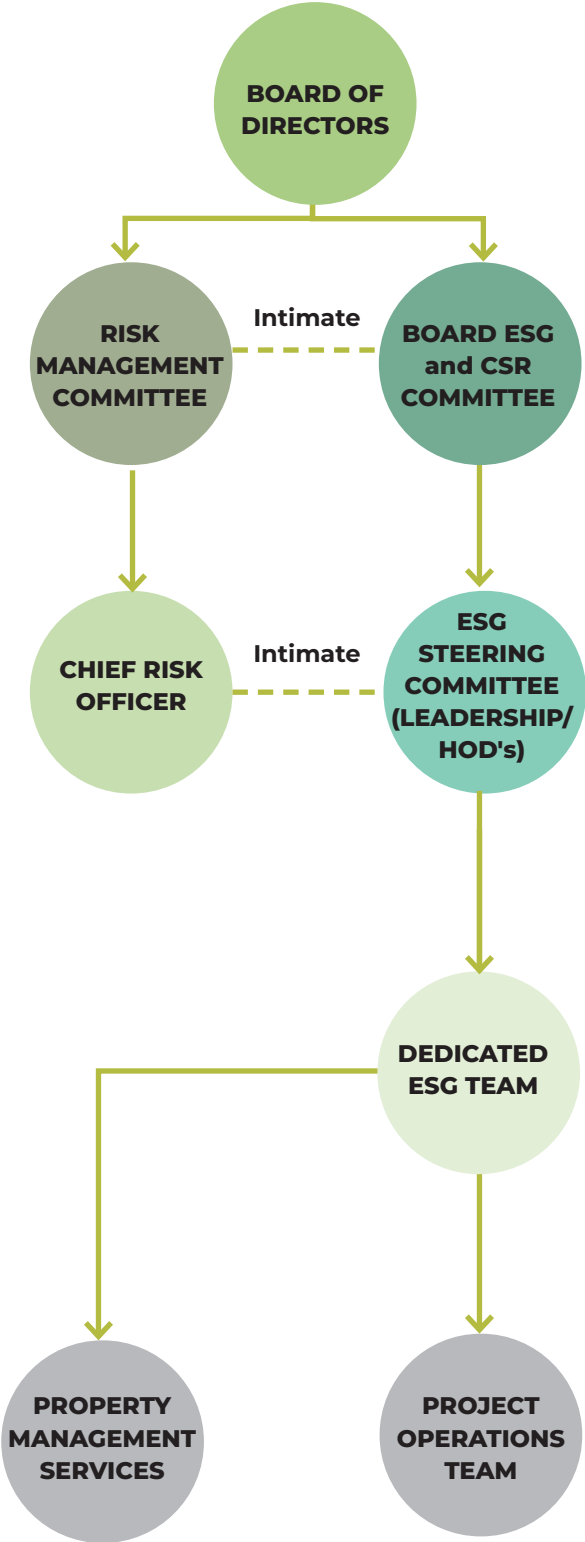 BOARD OF
DIRECTORS
RISK
MANAGEMENT
COMMITTEE
Intimate
BOARD ESG
and CSR
COMMITTEE
CHIEF RISK
OFFICER
Intimate
ESG
STEERING
COMMITTEE
(LEADERSHIP/
HOD's)
DEDICATED
ESG TEAM
PROPERTY
MANAGEMENT
SERVICES
PROJECT
OPERATIONS
TEAM